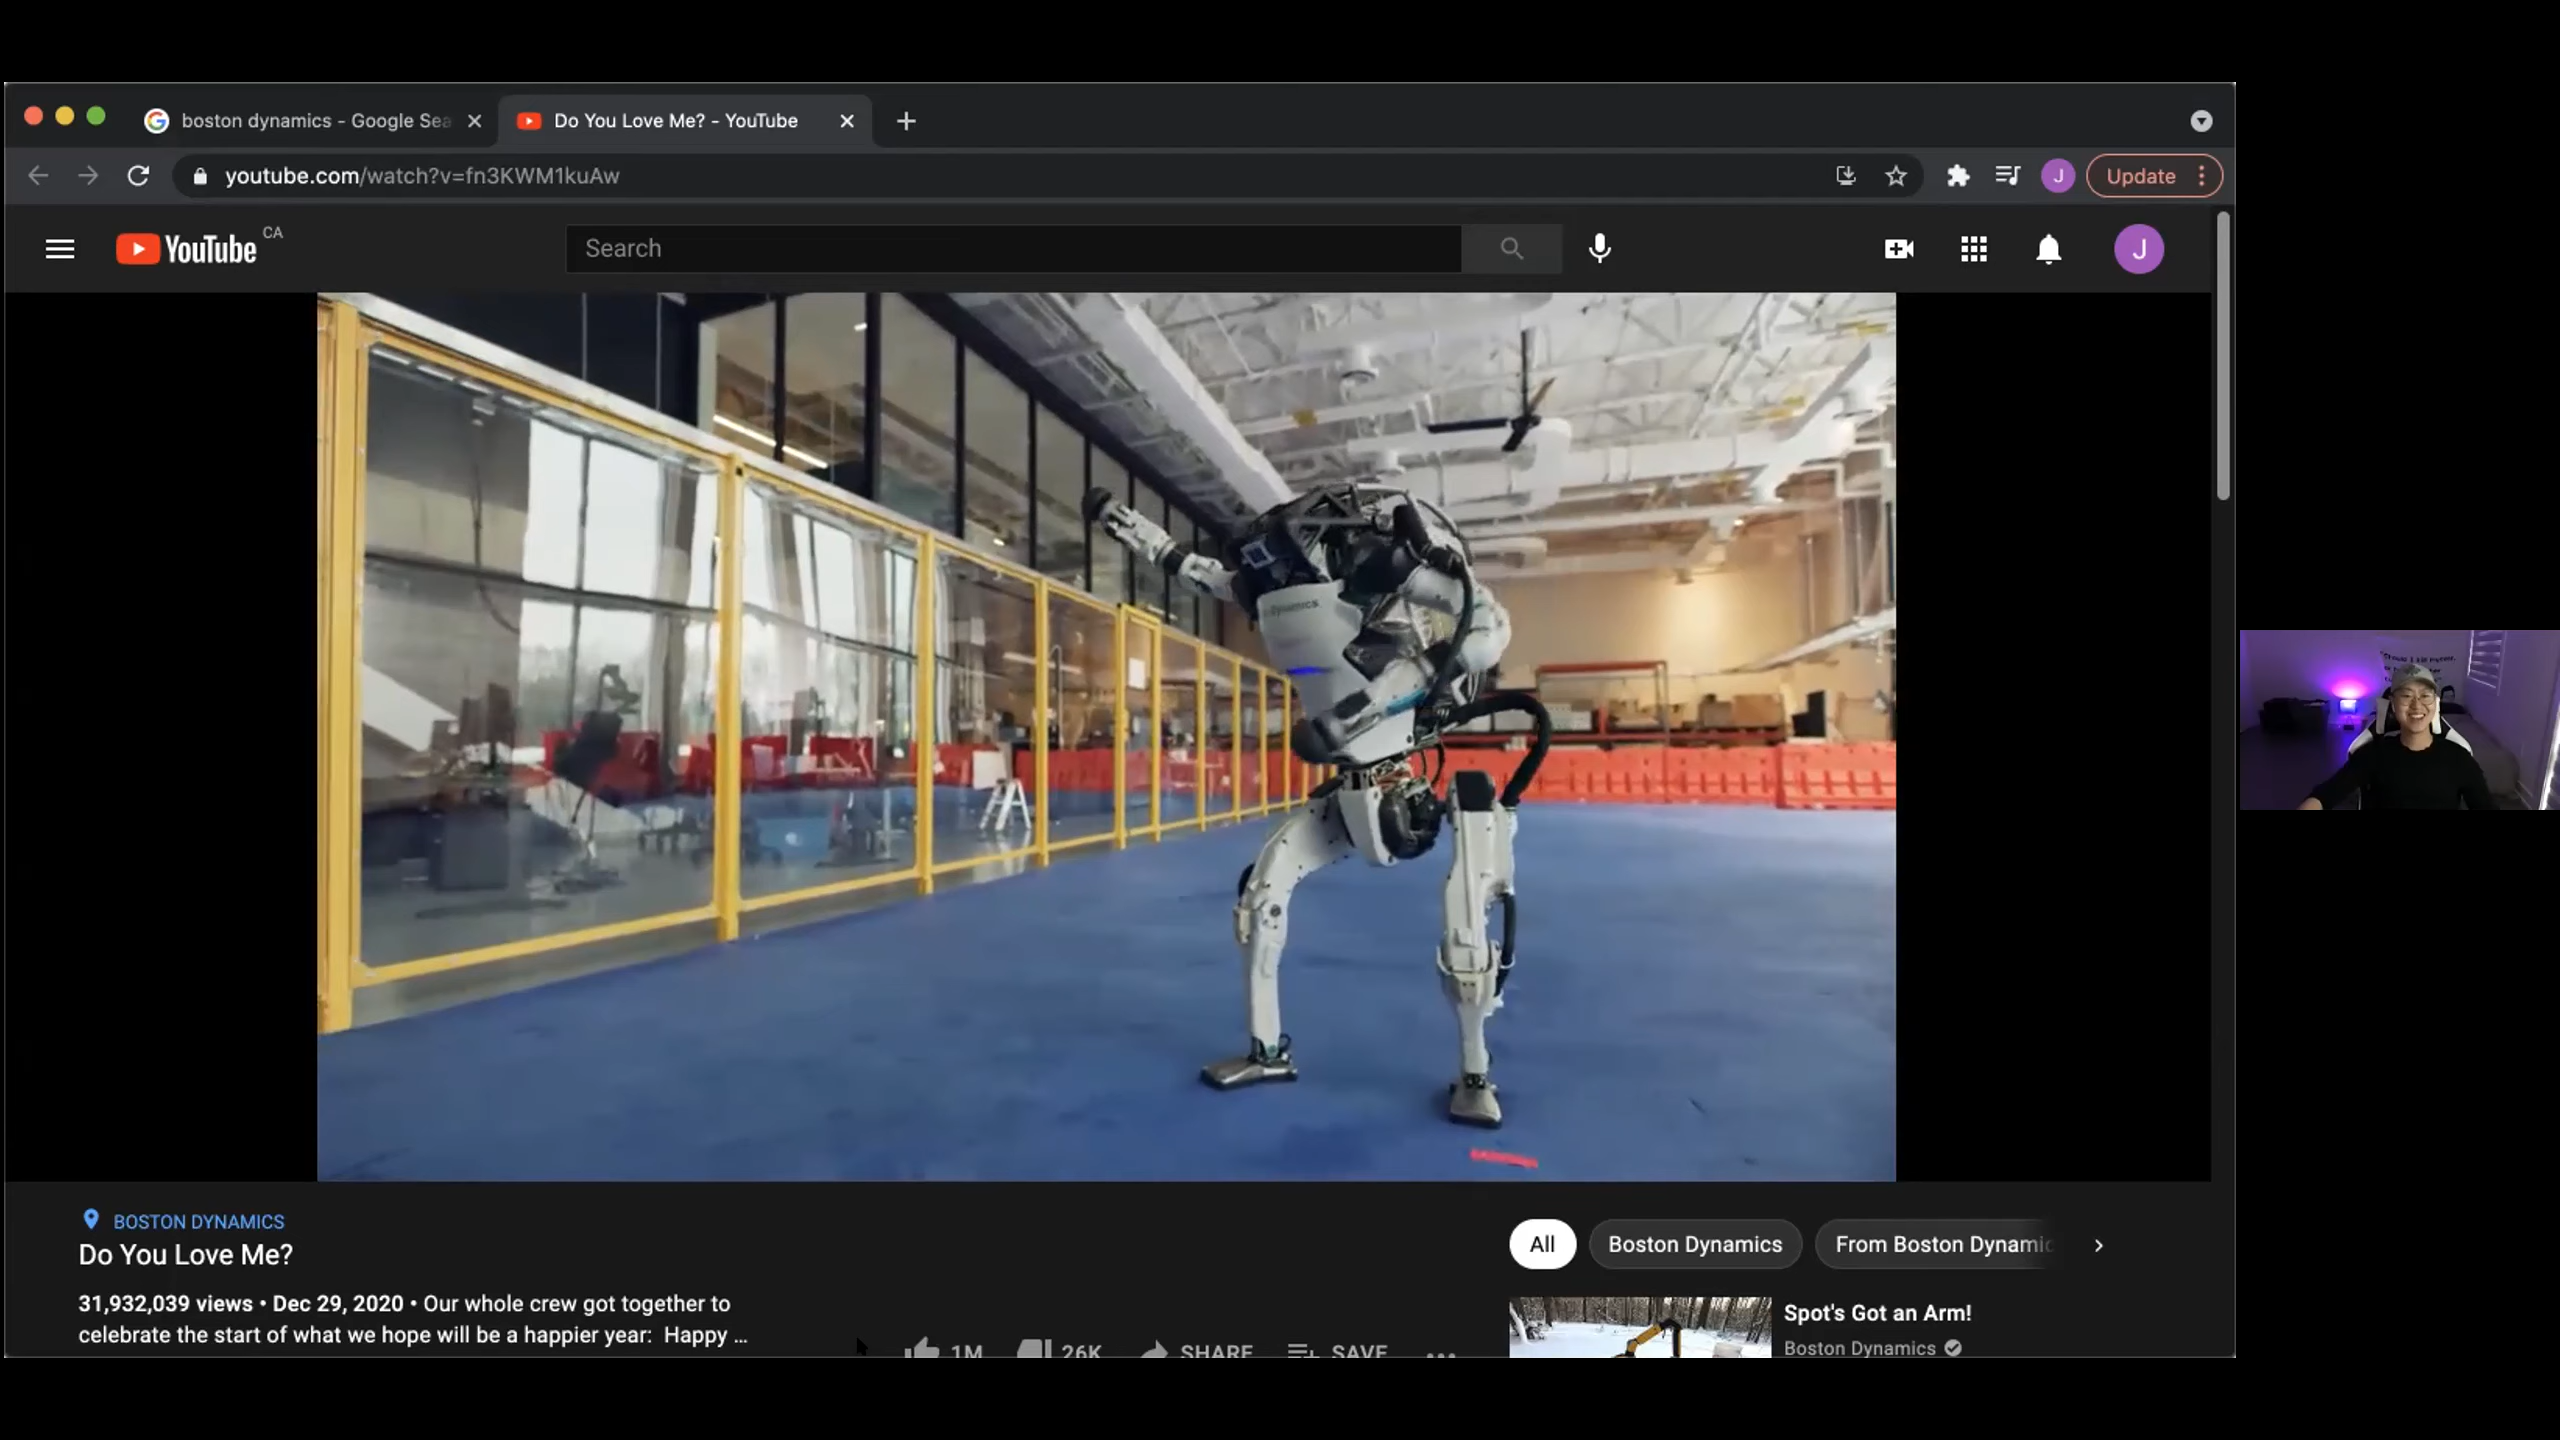 boston dynamics - Google Sea
Do You Love Me? - YouTube
youtube.com/watch?v=fn3KWM1kuAw
J
Update
YouTube CA
Search
J
dynamics
BOSTON DYNAMICS
Do You Love Me?
31,932,039 views • Dec 29, 2020 • Our whole crew got together to
celebrate the start of what we hope will be a happier year: Happy ...
1M
26K
SHARE
SAVE
All
Boston Dynamics
From Boston Dynamic
Spot's Got an Arm!
Boston Dynamics